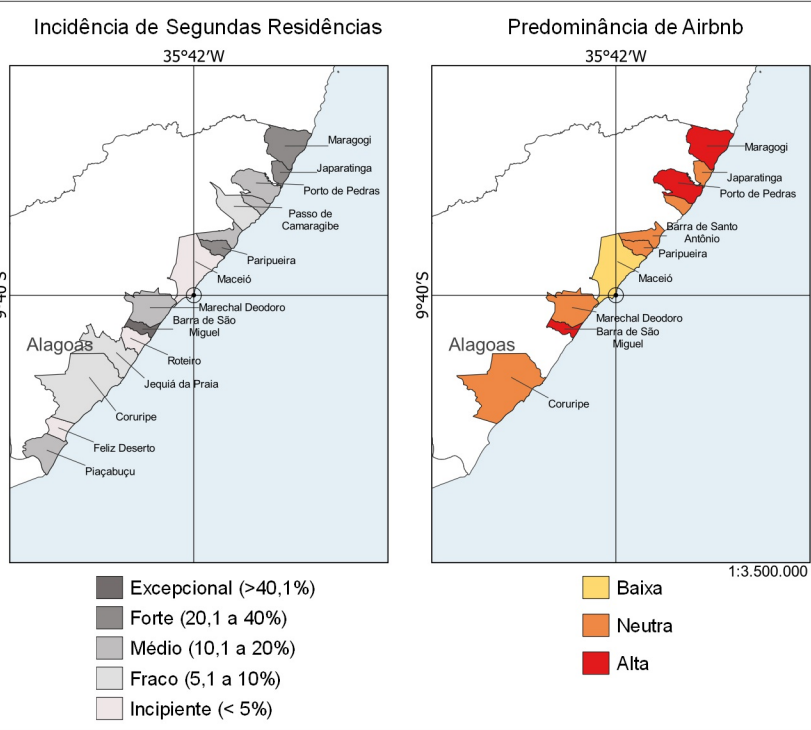 Incidência de Segundas Residências
35°42'W
Maragogi
Japaratinga
Porto de Pedras
Passo de
Camaragibe
Paripueira
Maceió
Marechal Deodoro
Barra de São
Miguel
Alagoas
Roteiro
Jequiá da Praia
Coruripe
Feliz Deserto
Piaçabuçu
Excepcional (>40,1%)
Forte (20,1 a 40%)
Médio (10,1 a 20%)
Fraco (5,1 a 10%)
Incipiente (< 5%)
Predominância de Airbnb
35°42'W
Maragogi
Japaratinga
Porto de Pedras
Barra de Santo
Antônio
Paripueira
Maceió
9°40'S
Marechal Deodoro
Barra de São
Miguel
Alagoas
Coruripe
1:3.500.000
Baixa
Neutra
Alta